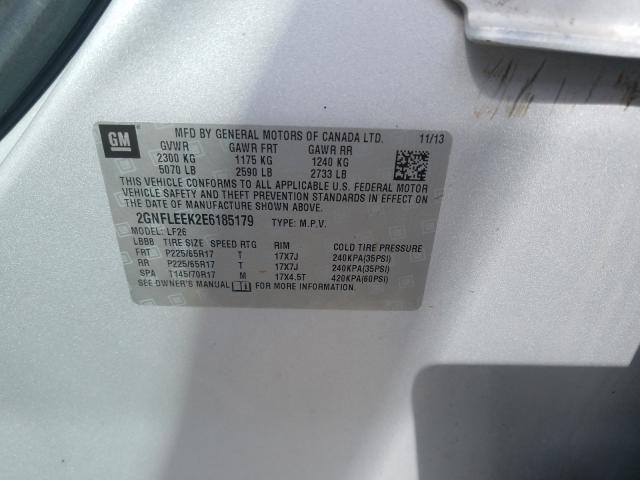 GM
MFD BY GENERAL MOTORS OF CANADA LTD. 11/13
GVWR GAWR FRT GAWR RR
2300 KG 1175 KG 1240 KG
5070 LB 2590 LB 2733 LB
THIS VEHICLE CONFORMS TO ALL APPLICABLE U.S. FEDERAL MOTOR
VEHICLE SAFETY AND THEFT PREVENTION STANDARDS IN EFFECT ON
THE DATE OF MANUFACTURE SHOWN ABOVE.
2GNFLEEK2E6185179 TYPE: M.P.V.
MODEL: LF26
LBBB TIRE SIZE SPEED RTG RIM COLD TIRE PRESSURE
FRT P225/65R17 T 17X7J 240KPA(35PSI)
RR P225/65R17 T 17X7J 240KPA(35PSI)
SPA T145/70R17 M 17X4.5T 420KPA(60PSI)
SEE OWNER'S MANUAL FOR MORE INFORMATION.